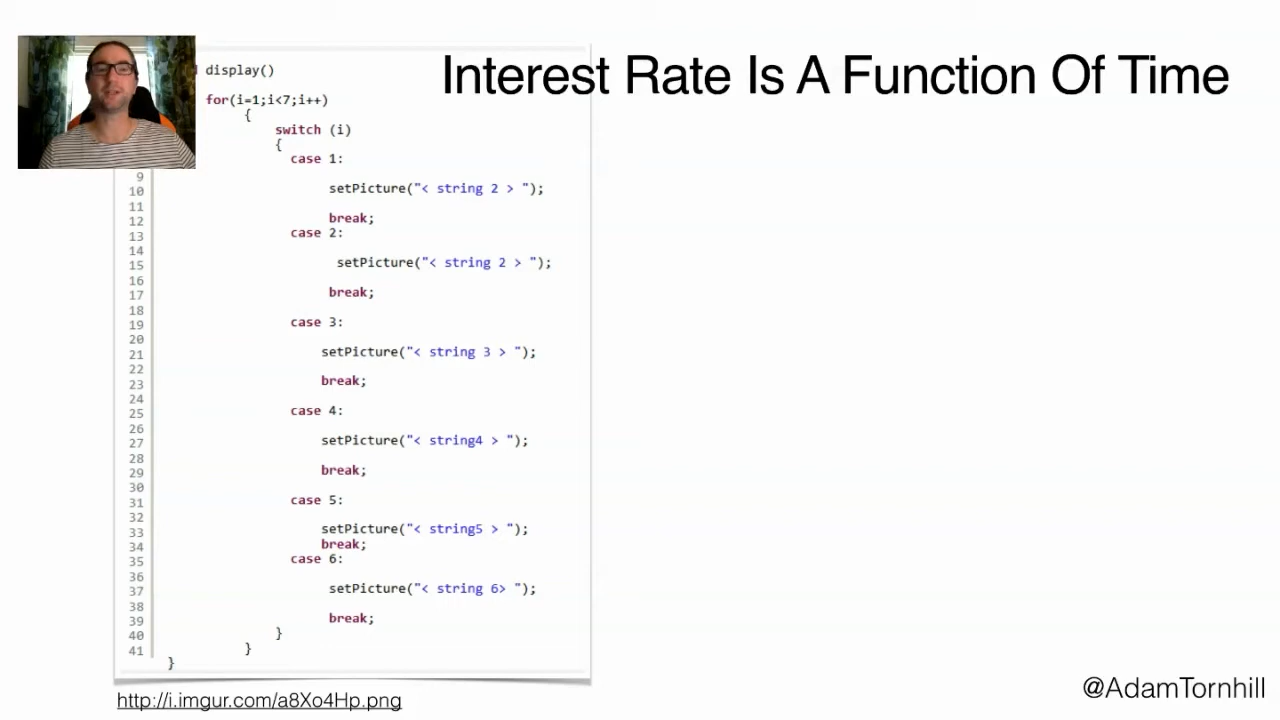 Interest Rate Is A Function Of Time
display()
for(i=1;i<7;i++)
{
switch (i)
{
case 1:
9
10 setPicture("< string 2 > ");
11
12 break;
13 case 2:
14
15 setPicture("< string 2 > ");
16
17 break;
18
19 case 3:
20
21 setPicture("< string 3 > ");
22
23 break;
24
25 case 4:
26
27 setPicture("< string4 > ");
28
29 break;
30
31 case 5:
32
33 setPicture("< string5 > ");
34 break;
35 case 6:
36
37 setPicture("< string 6> ");
38
39 break;
40 }
41 }
}
http://i.imgur.com/a8Xo4Hp.png
@AdamTornhill